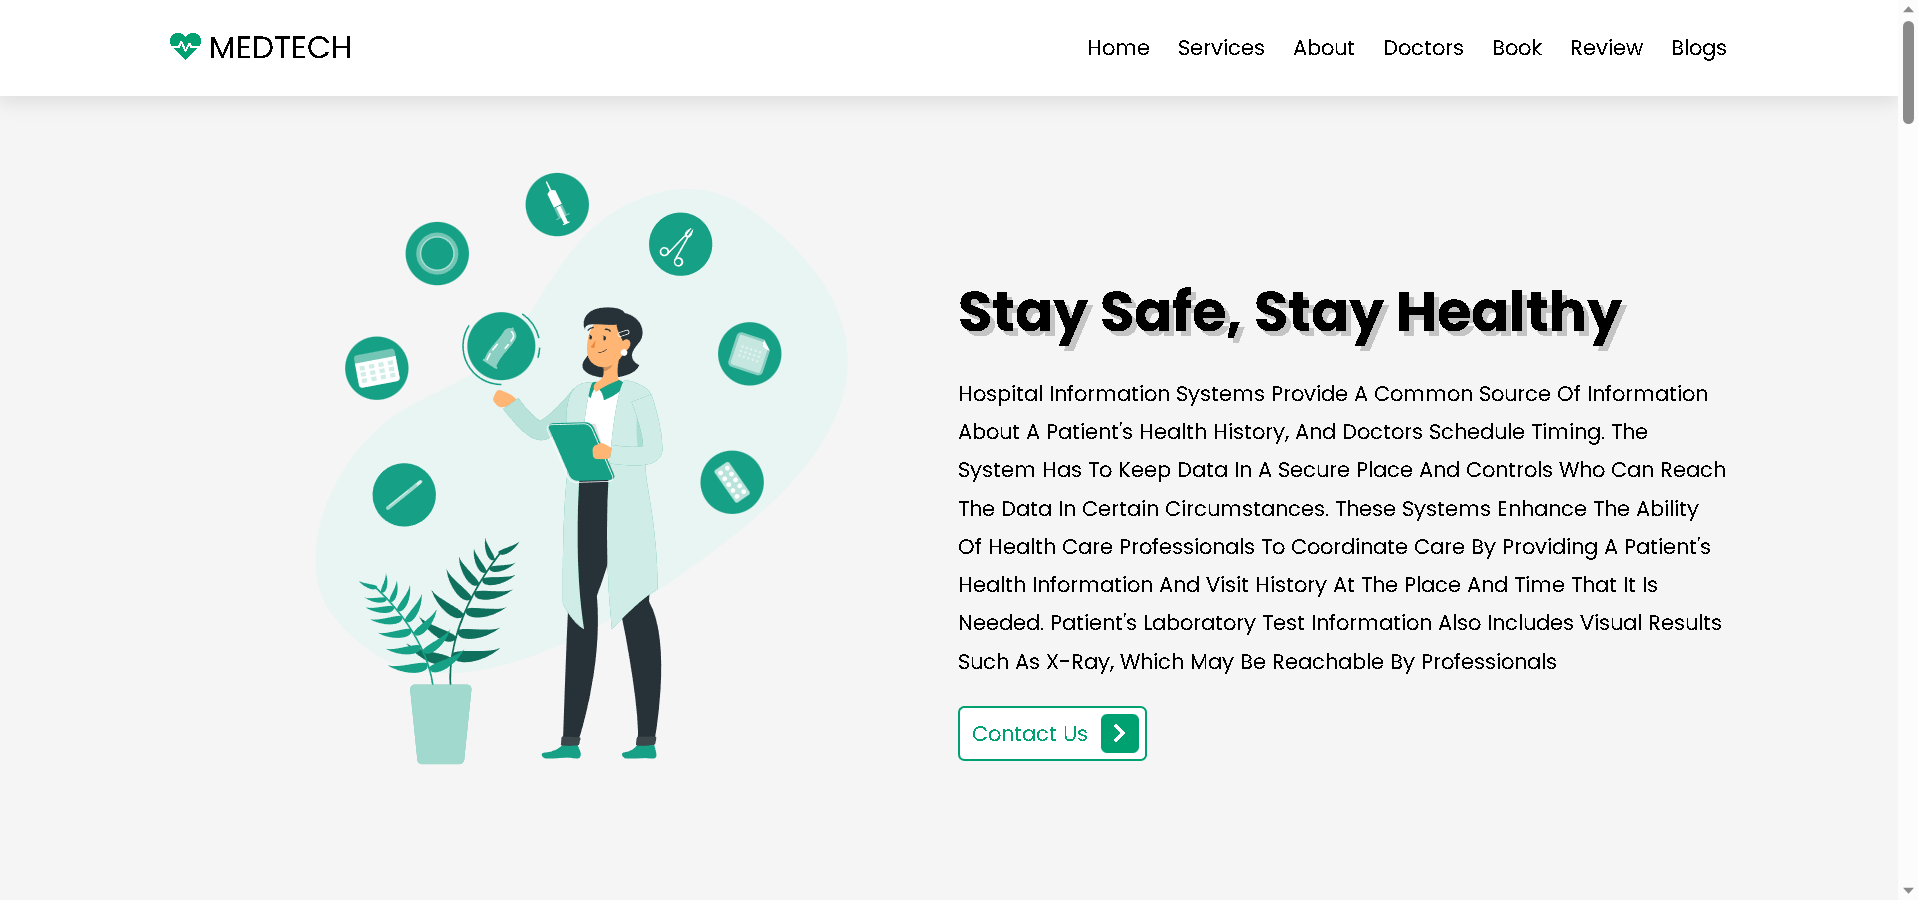 MEDTECH
Home Services About Doctors Book Review Blogs
Stay Safe, Stay Healthy
Hospital Information Systems Provide A Common Source Of Information
About A Patient's Health History, And Doctors Schedule Timing. The
System Has To Keep Data In A Secure Place And Controls Who Can Reach
The Data In Certain Circumstances. These Systems Enhance The Ability
Of Health Care Professionals To Coordinate Care By Providing A Patient's
Health Information And Visit History At The Place And Time That It Is
Needed. Patient's Laboratory Test Information Also Includes Visual Results
Such As X-Ray, Which May Be Reachable By Professionals
Contact Us